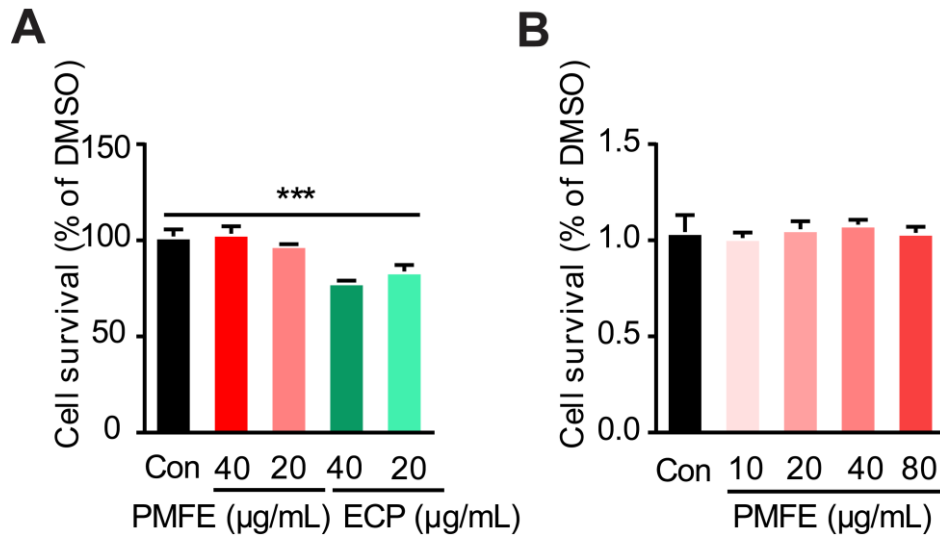 A
Cell survival (% of DMSO)
150
100
50
0
***
Con 40 20 40 20
PMFE (µg/mL) ECP (µg/mL)
B
Cell survival (% of DMSO)
1.5
1.0
0.5
0.0
Con 10 20 40 80
PMFE (µg/mL)